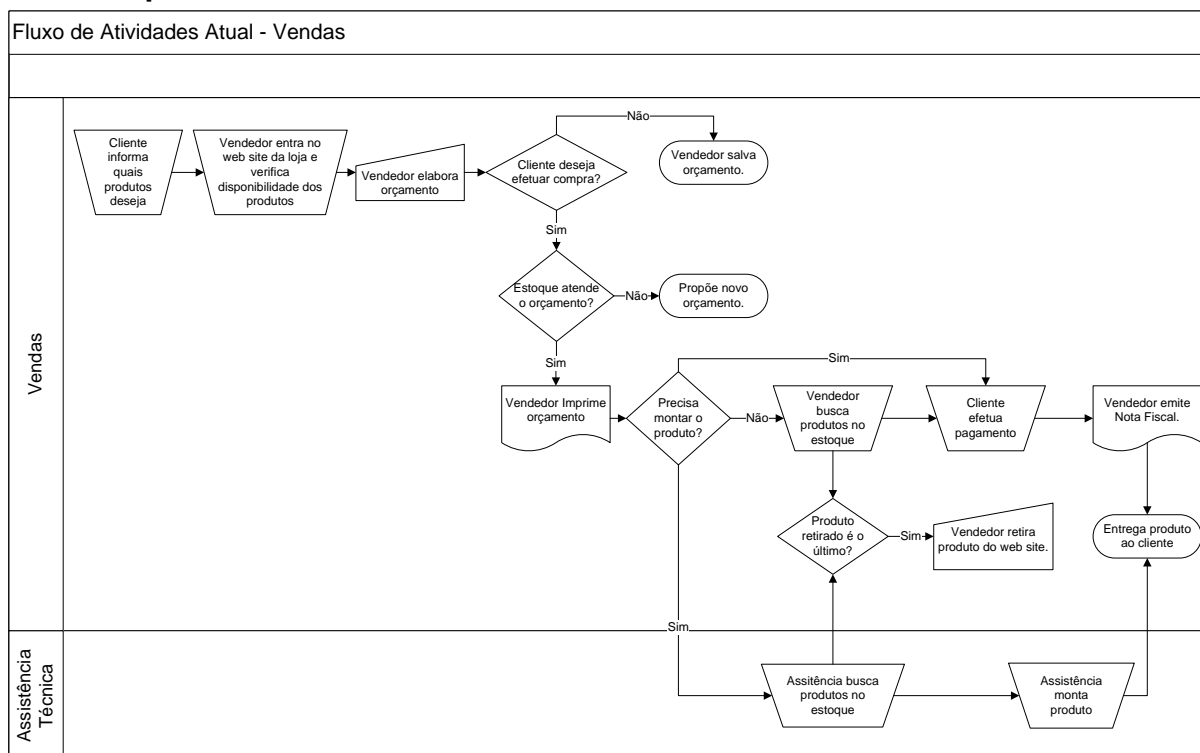 Fluxo de Atividades Atual - Vendas
Cliente
informa
quais
produtos
deseja
Vendedor entra no
web site da loja e
verifica
disponibilidade dos
produtos
Vendedor elabora
orçamento
Cliente deseja
efetuar compra?
Não
Vendedor salva
orçamento.
Sim
Estoque atende
o orçamento?
Não
Propõe novo
orçamento.
Sim
Vendas
Vendedor Imprime
orçamento
Precisa
montar o
produto?
Sim
Não
Vendedor
busca
produtos no
estoque
Cliente
efetua
pagamento
Vendedor emite
Nota Fiscal.
Produto
retirado é o
último?
Sim
Vendedor retira
produto do web site.
Entrega produto
ao cliente
Sim
Assistência
Técnica
Assitência busca
produtos no
estoque
Assistência
monta
produto